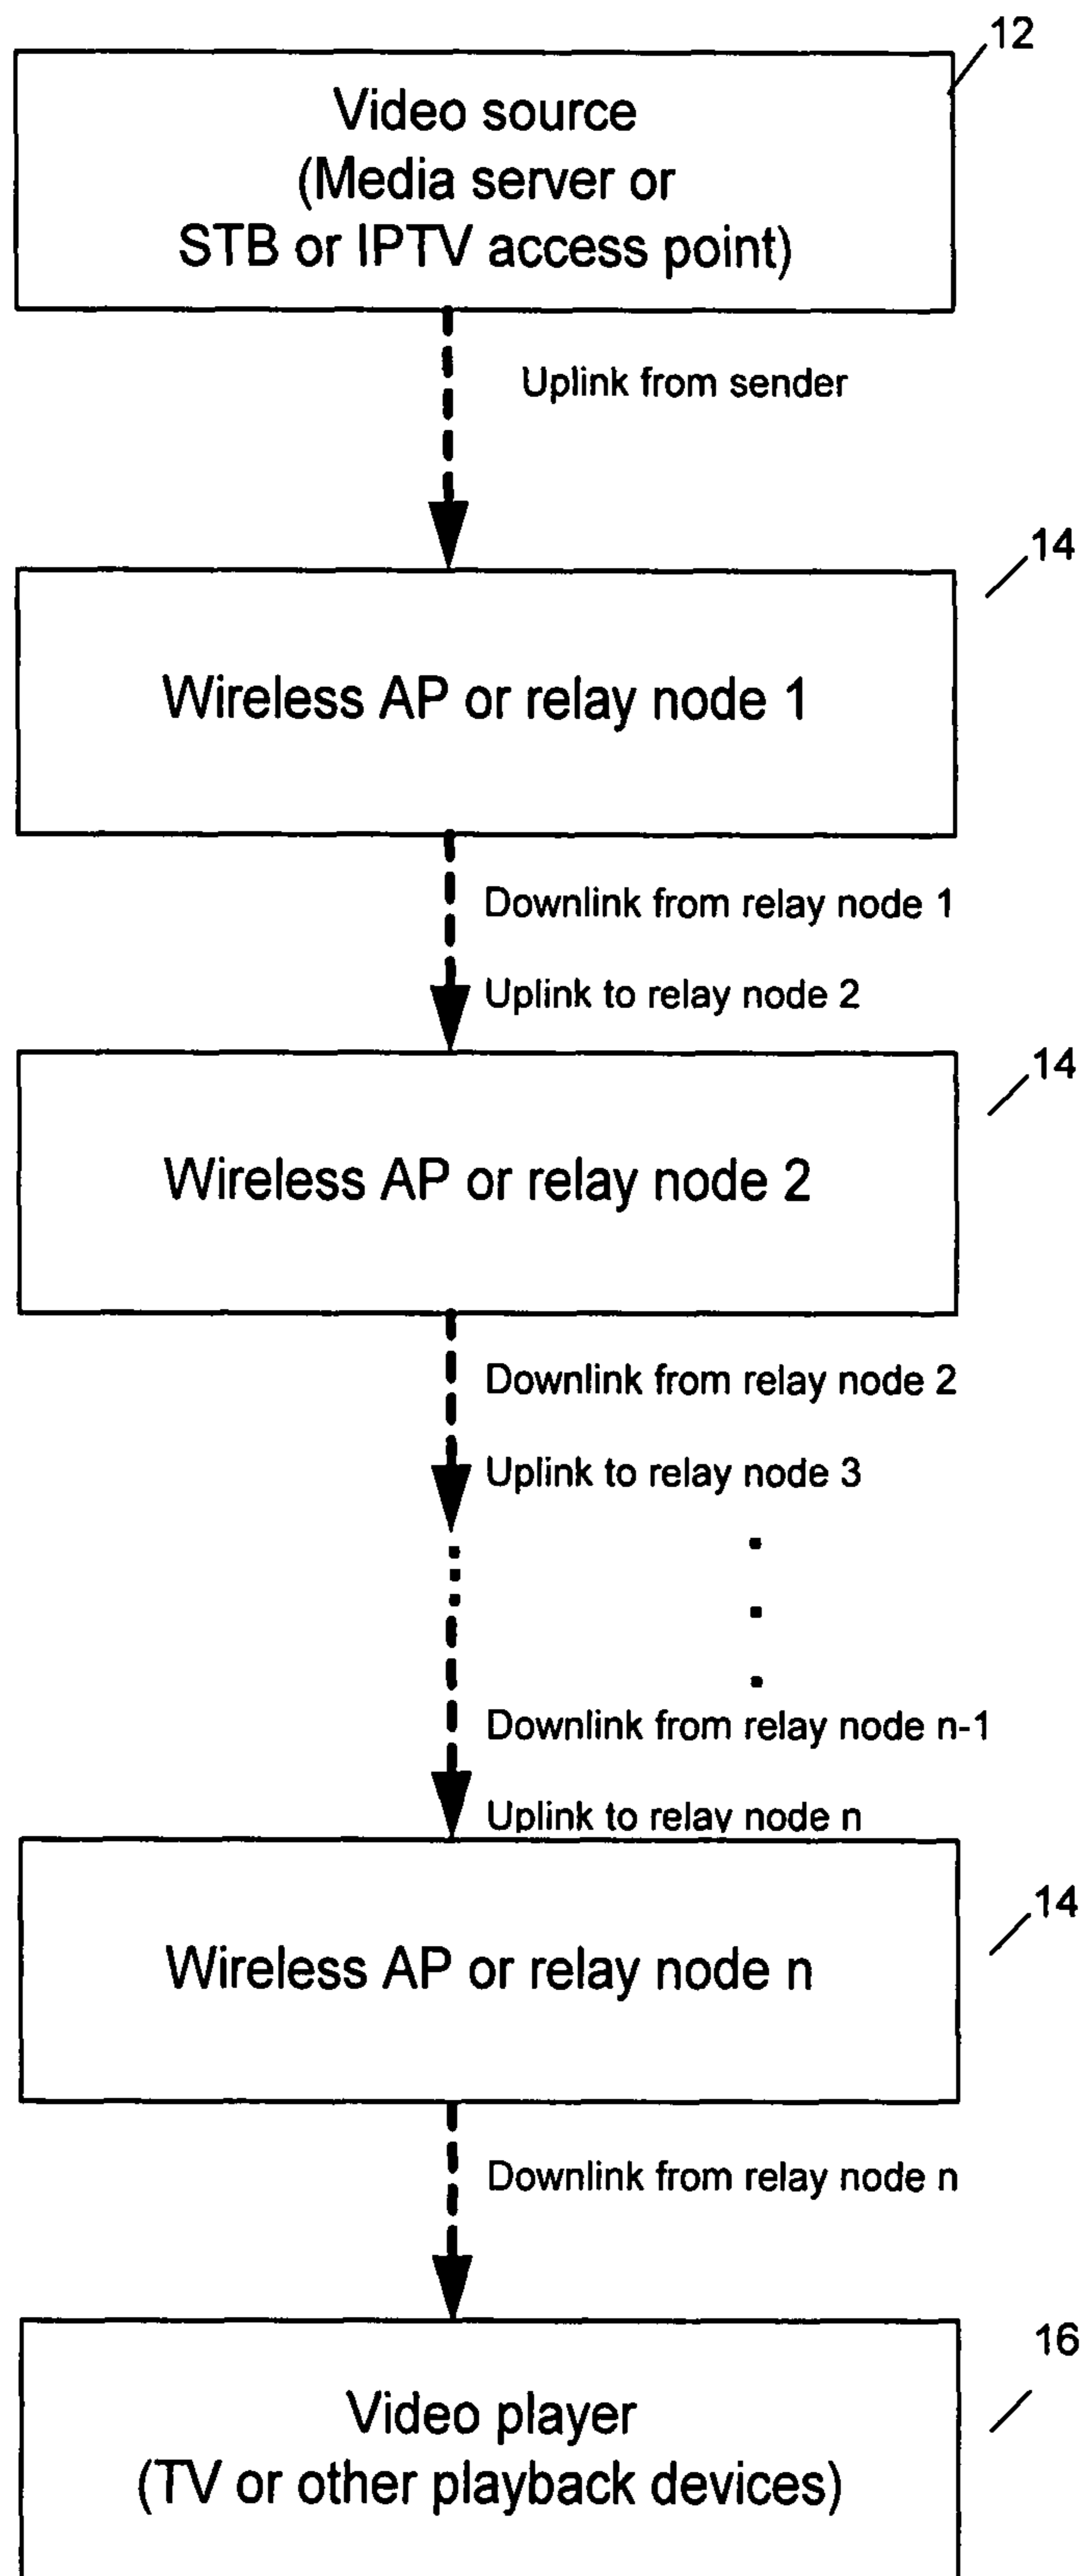 12
Video source
(Media server or
STB or IPTV access point)
Uplink from sender
14
Wireless AP or relay node 1
Downlink from relay node 1
Uplink to relay node 2
14
Wireless AP or relay node 2
Downlink from relay node 2
Uplink to relay node 3
Downlink from relay node n-1
Uplink to relay node n
14
Wireless AP or relay node n
Downlink from relay node n
16
Video player
(TV or other playback devices)